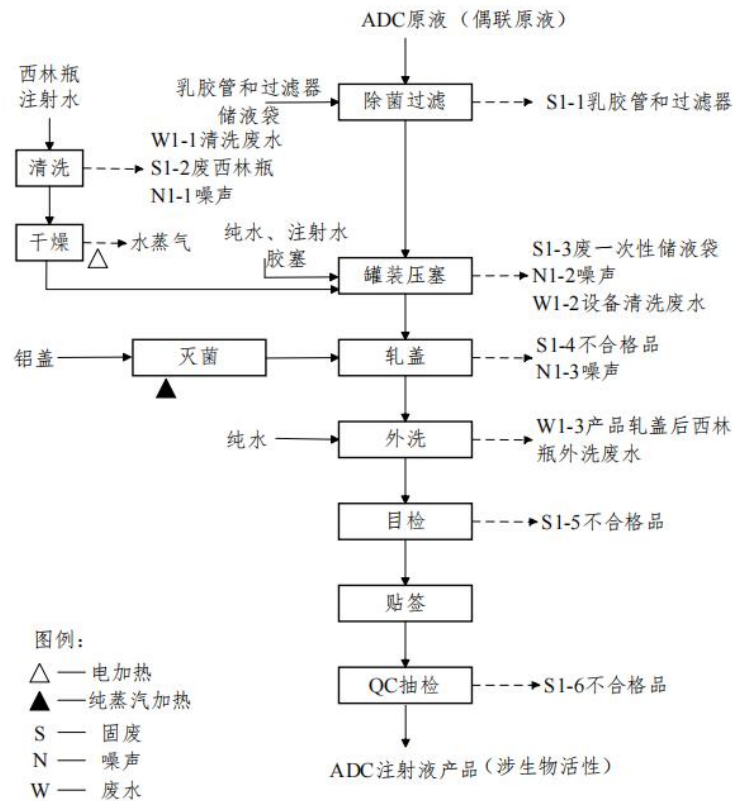 ADC原液（偶联原液）
西林瓶
注射水
乳胶管和过滤器
储液袋
除菌过滤
S1-1乳胶管和过滤器
清洗
W1-1清洗废水
S1-2废西林瓶
N1-1噪声
干燥
水蒸气
纯水、注射水
胶塞
罐装压塞
S1-3废一次性储液袋
N1-2噪声
W1-2设备清洗废水
铝盖
灭菌
轧盖
S1-4不合格品
N1-3噪声
纯水
外洗
W1-3产品轧盖后西林
瓶外洗废水
目检
S1-5不合格品
贴签
QC抽检
S1-6不合格品
ADC注射液产品(涉生物活性)
图例：
△ — 电加热
▲ — 纯蒸汽加热
S — 固废
N — 噪声
W — 废水